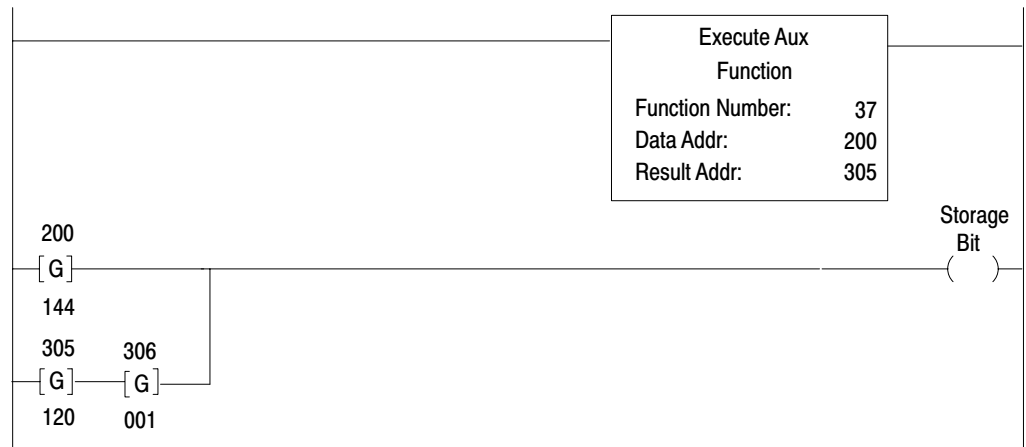 Execute Aux
Function
Function Number: 37
Data Addr: 200
Result Addr: 305
Storage
Bit
200
G
144
305 306
G G
120 001